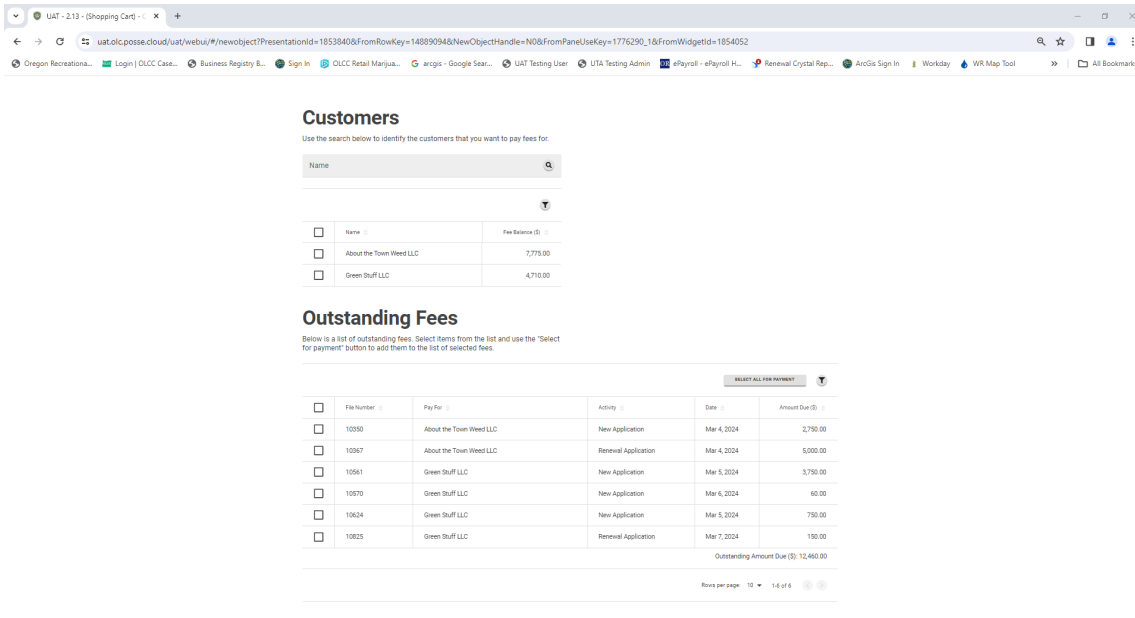 UAT - 2.13 - (Shopping Cart) - C
uat.olc.posse.cloud/uat/webui/#/newobject?PresentationId=1853840&FromRowKey=14889094&NewObjectHandle=N0&FromPaneUseKey=1776290_1&FromWidgetId=1854052
Oregon Recreationa... Login | OLCC Case... Business Registry B... Sign In OLCC Retail Marijua... G arcgis - Google Sear... UAT Testing User UTA Testing Admin OR ePayroll - ePayroll H... Renewal Crystal Rep... ArcGis Sign In Workday WR Map Tool » All Bookmark
Customers
Use the search below to identify the customers that you want to pay fees for.
Name
Name Fee Balance ($)
About the Town Weed LLC 7,775.00
Green Stuff LLC 4,710.00
Outstanding Fees
Below is a list of outstanding fees. Select items from the list and use the "Select
for payment" button to add them to the list of selected fees.
SELECT ALL FOR PAYMENT
File Number Pay For Activity Date Amount Due ($)
10350 About the Town Weed LLC New Application Mar 4, 2024 2,750.00
10367 About the Town Weed LLC Renewal Application Mar 4, 2024 5,000.00
10561 Green Stuff LLC New Application Mar 5, 2024 3,750.00
10570 Green Stuff LLC New Application Mar 6, 2024 60.00
10624 Green Stuff LLC New Application Mar 5, 2024 750.00
10825 Green Stuff LLC Renewal Application Mar 7, 2024 150.00
Outstanding Amount Due ($): 12,460.00
Rows per page: 10 1-6 of 6